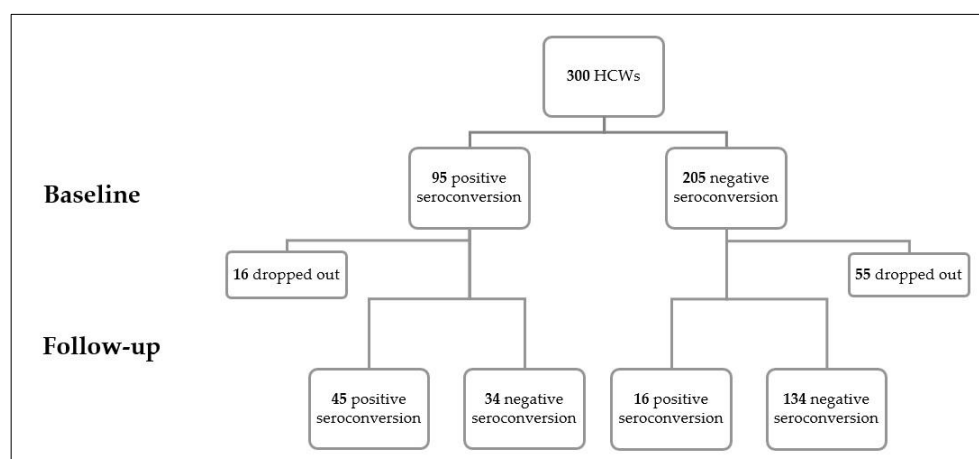 300 HCWs
Baseline
95 positive
seroconversion
205 negative
seroconversion
16 dropped out
55 dropped out
Follow-up
45 positive
seroconversion
34 negative
seroconversion
16 positive
seroconversion
134 negative
seroconversion